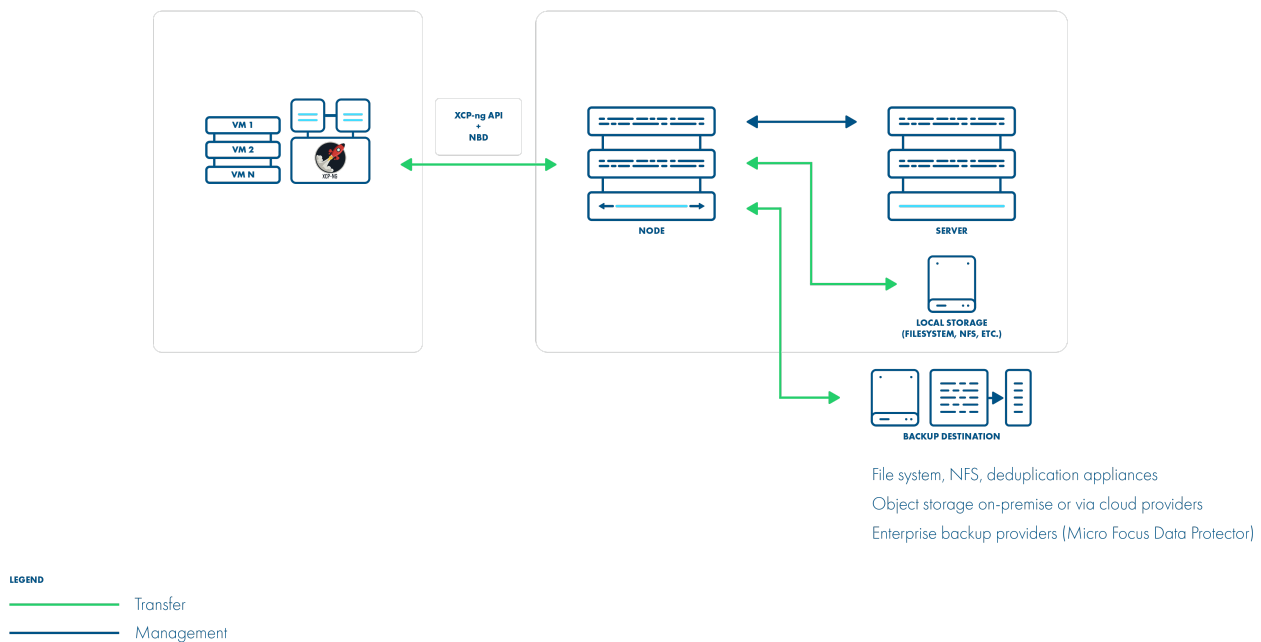 VM 1
VM 2
VM N
XCP-NG
XCP-ng API
+
NBD
NODE
SERVER
LOCAL STORAGE
(FILESYSTEM, NFS, ETC.)
BACKUP DESTINATION
File system, NFS, deduplication appliances
Object storage on-premise or via cloud providers
Enterprise backup providers (Micro Focus Data Protector)
LEGEND
Transfer
Management